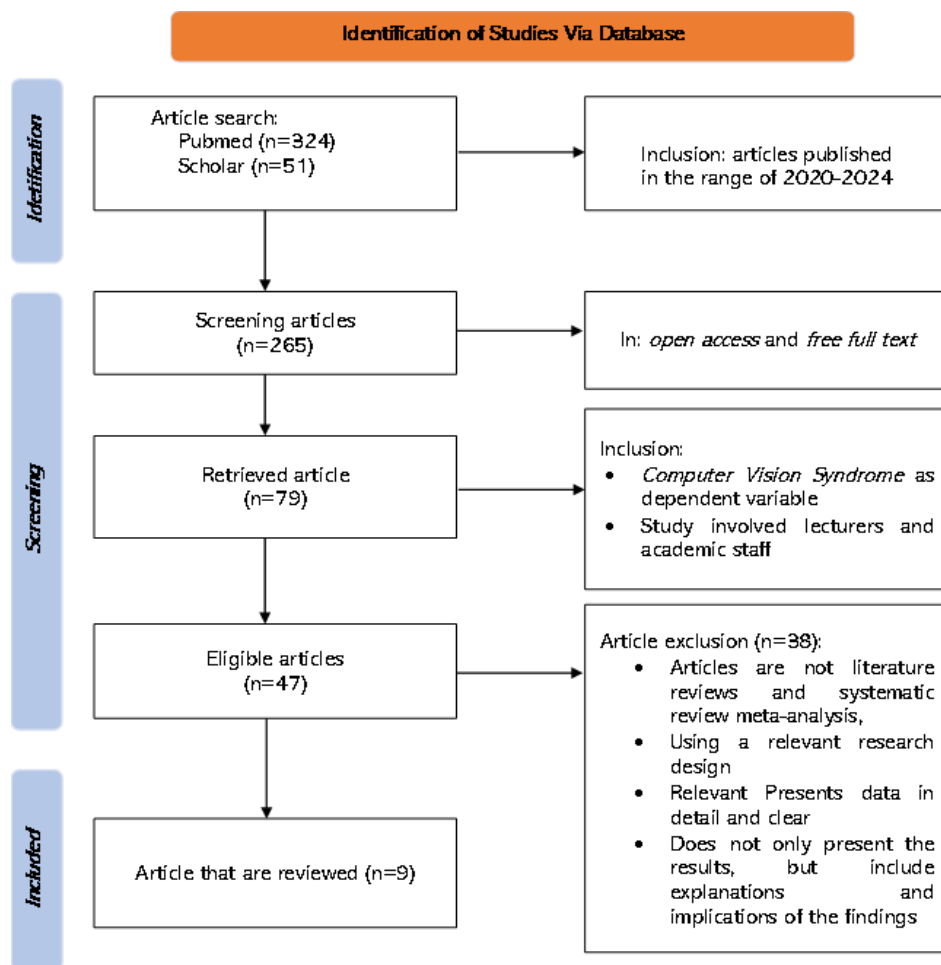 Identification of Studies Via Database
Idetification
Article search:
Pubmed (n=324)
Scholar (n=51)
Inclusion: articles published
in the range of 2020-2024
Screening
Screening articles
(n=265)
In: open access and free full text
Retrieved article
(n=79)
Inclusion:
• Computer Vision Syndrome as
dependent variable
• Study involved lecturers and
academic staff
Eligible articles
(n=47)
Article exclusion (n=38):
• Articles are not literature
reviews and systematic
review meta-analysis,
• Using a relevant research
design
• Relevant Presents data in
detail and clear
• Does not only present the
results, but include
explanations and
implications of the findings
Included
Article that are reviewed (n=9)